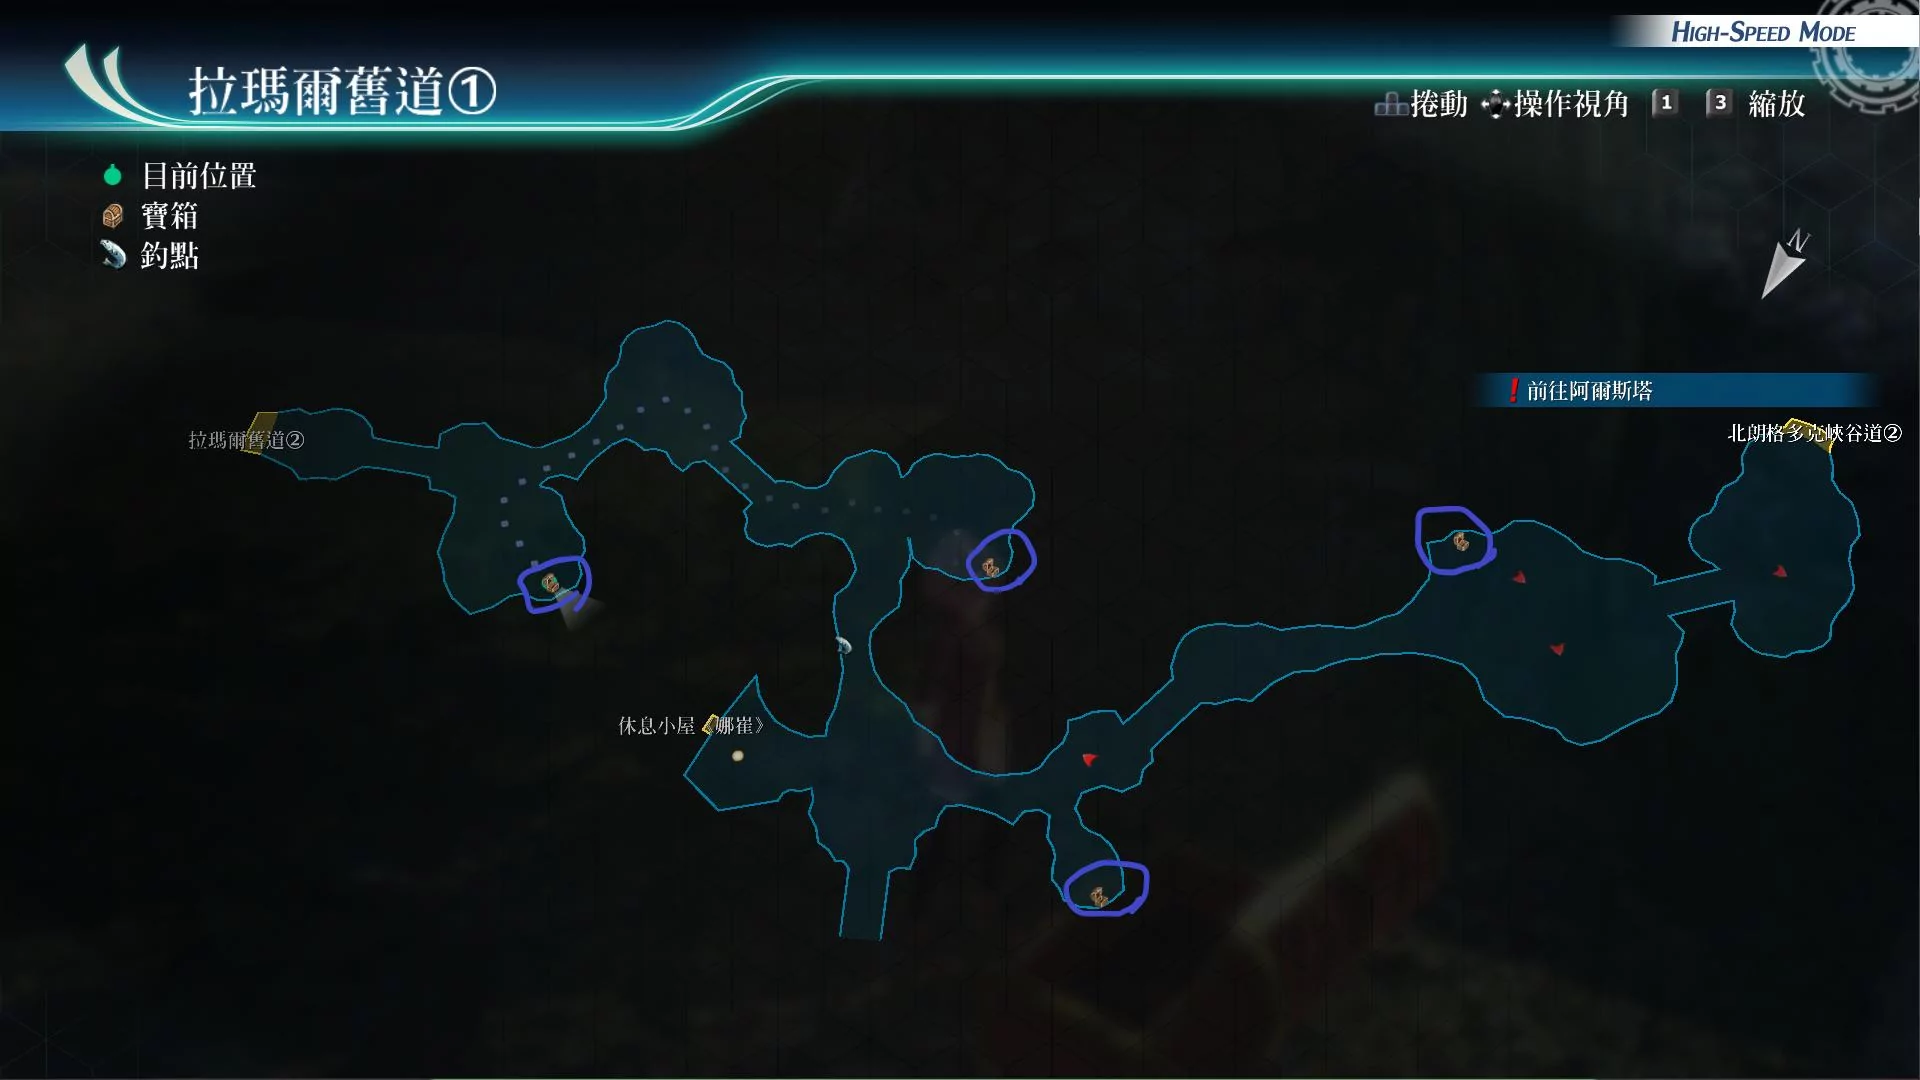 HIGH-SPEED MODE
拉瑪爾舊道①
捲動 操作視角 1 3 縮放
目前位置
寶箱
釣點
N
! 前往阿爾斯塔
北朗格多克峽谷道②
拉瑪爾舊道②
休息小屋《娜崔》